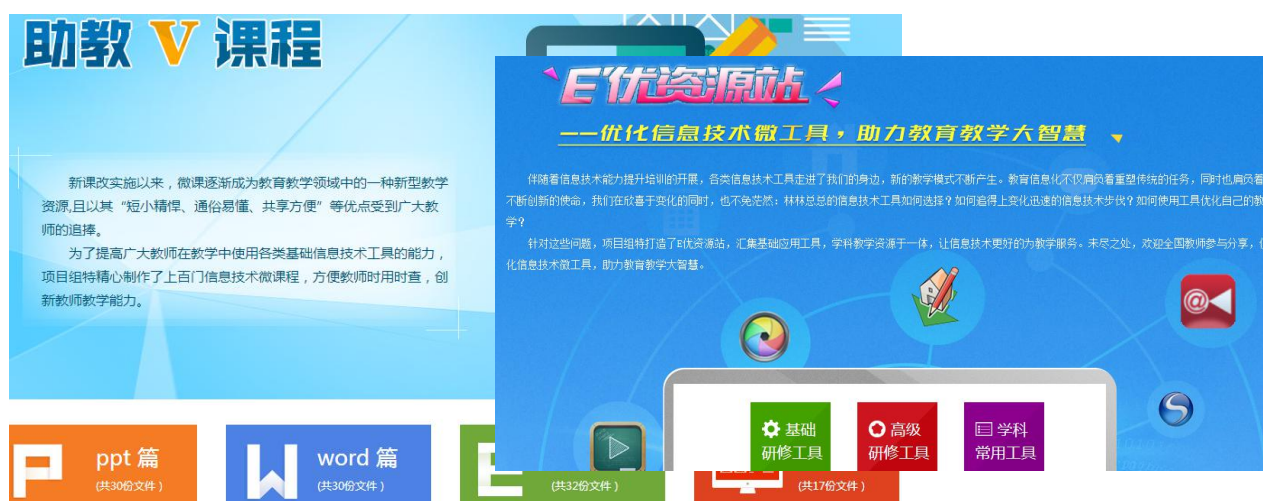 助教 V 课程
新课改实施以来，微课逐渐成为教育教学领域中的一种新型教学
资源,且以其“短小精悍、通俗易懂、共享方便”等优点受到广大教
师的追捧。
为了提高广大教师在教学中使用各类基础信息技术工具的能力，
项目组特精心制作了上百门信息技术微课程，方便教师时用时查，创
新教师教学能力。
ppt 篇
(共30份文件)
word 篇
(共30份文件)
(共32份文件)
(共17份文件)
E优资源站
——优化信息技术微工具，助力教育教学大智慧
伴随着信息技术能力提升培训的开展，各类信息技术工具走进了我们的身边，新的教学模式不断产生。教育信息化不仅肩负着重塑传统的任务，同时也肩负着
不断创新的使命，我们在欣喜于变化的同时，也不免茫然：林林总总的信息技术工具如何选择？如何追得上变化迅速的信息技术步伐？如何使用工具优化自己的教
学？
针对这些问题，项目组特打造了E优资源站，汇集基础应用工具，学科教学资源于一体，让信息技术更好的为教学服务。未尽之处，欢迎全国教师参与分享，优
化信息技术微工具，助力教育教学大智慧。
基础
研修工具
高级
研修工具
学科
常用工具